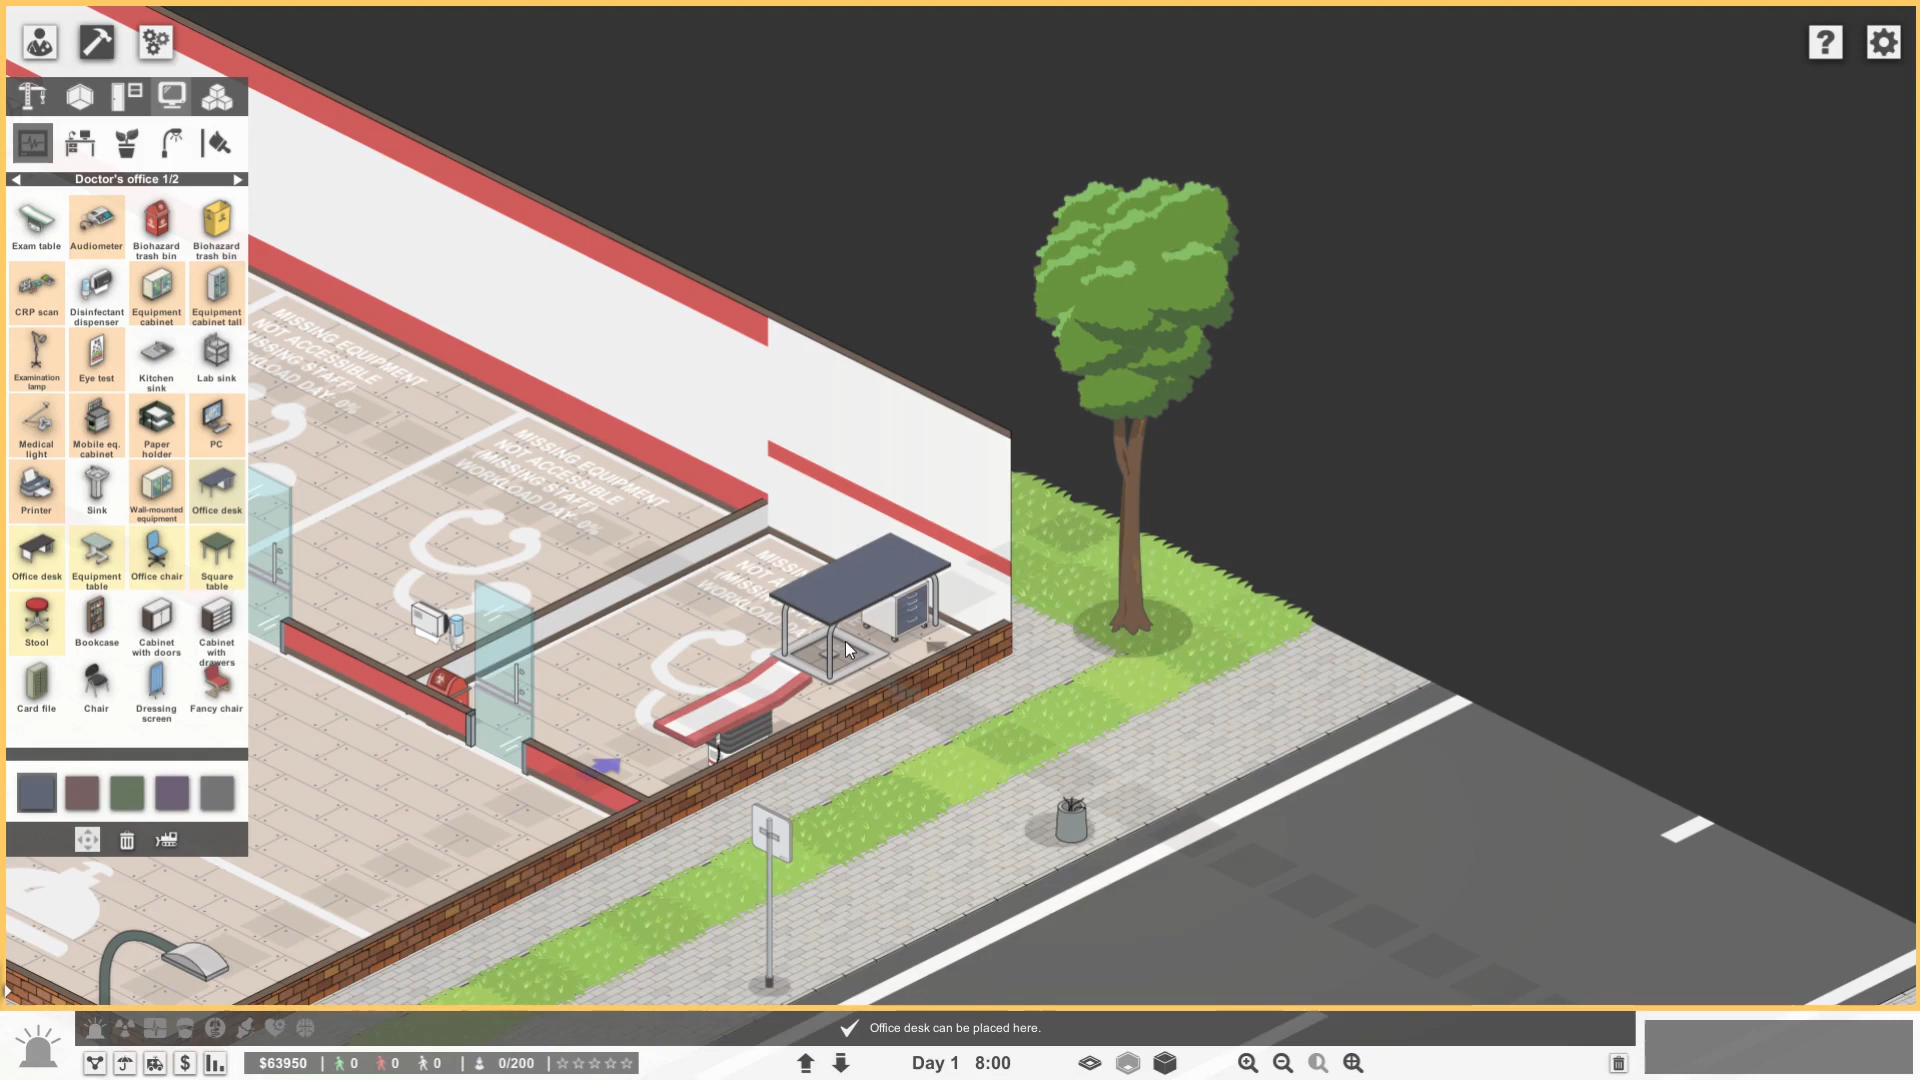 ?
Doctor's office 1/2
Exam table
Audiometer
Biohazard
trash bin
Biohazard
trash bin
CRP scan
Disinfectant
dispenser
Equipment
cabinet
Equipment
cabinet tall
Examination
lamp
Eye test
Kitchen
sink
Lab sink
Medical
light
Mobile eq.
cabinet
Paper
holder
PC
Printer
Sink
Wall-mounted
equipment
Office desk
Office desk
Equipment
table
Office chair
Square
table
Stool
Bookcase
Cabinet
with doors
Cabinet
with
drawers
Card file
Chair
Dressing
screen
Fancy chair
MISSING EQUIPMENT
NOT ACCESSIBLE
MISSING STAFF)
KLOAD DAY: 0%
MISSING EQUIPMENT
NOT ACCESSIBLE
(MISSING STAFF)
WORKLOAD DAY: 0%
MISS
NOT A
(MISSIN
WORKLOA
Office desk can be placed here.
$63950
0
0
0
0/200
Day 1 8:00